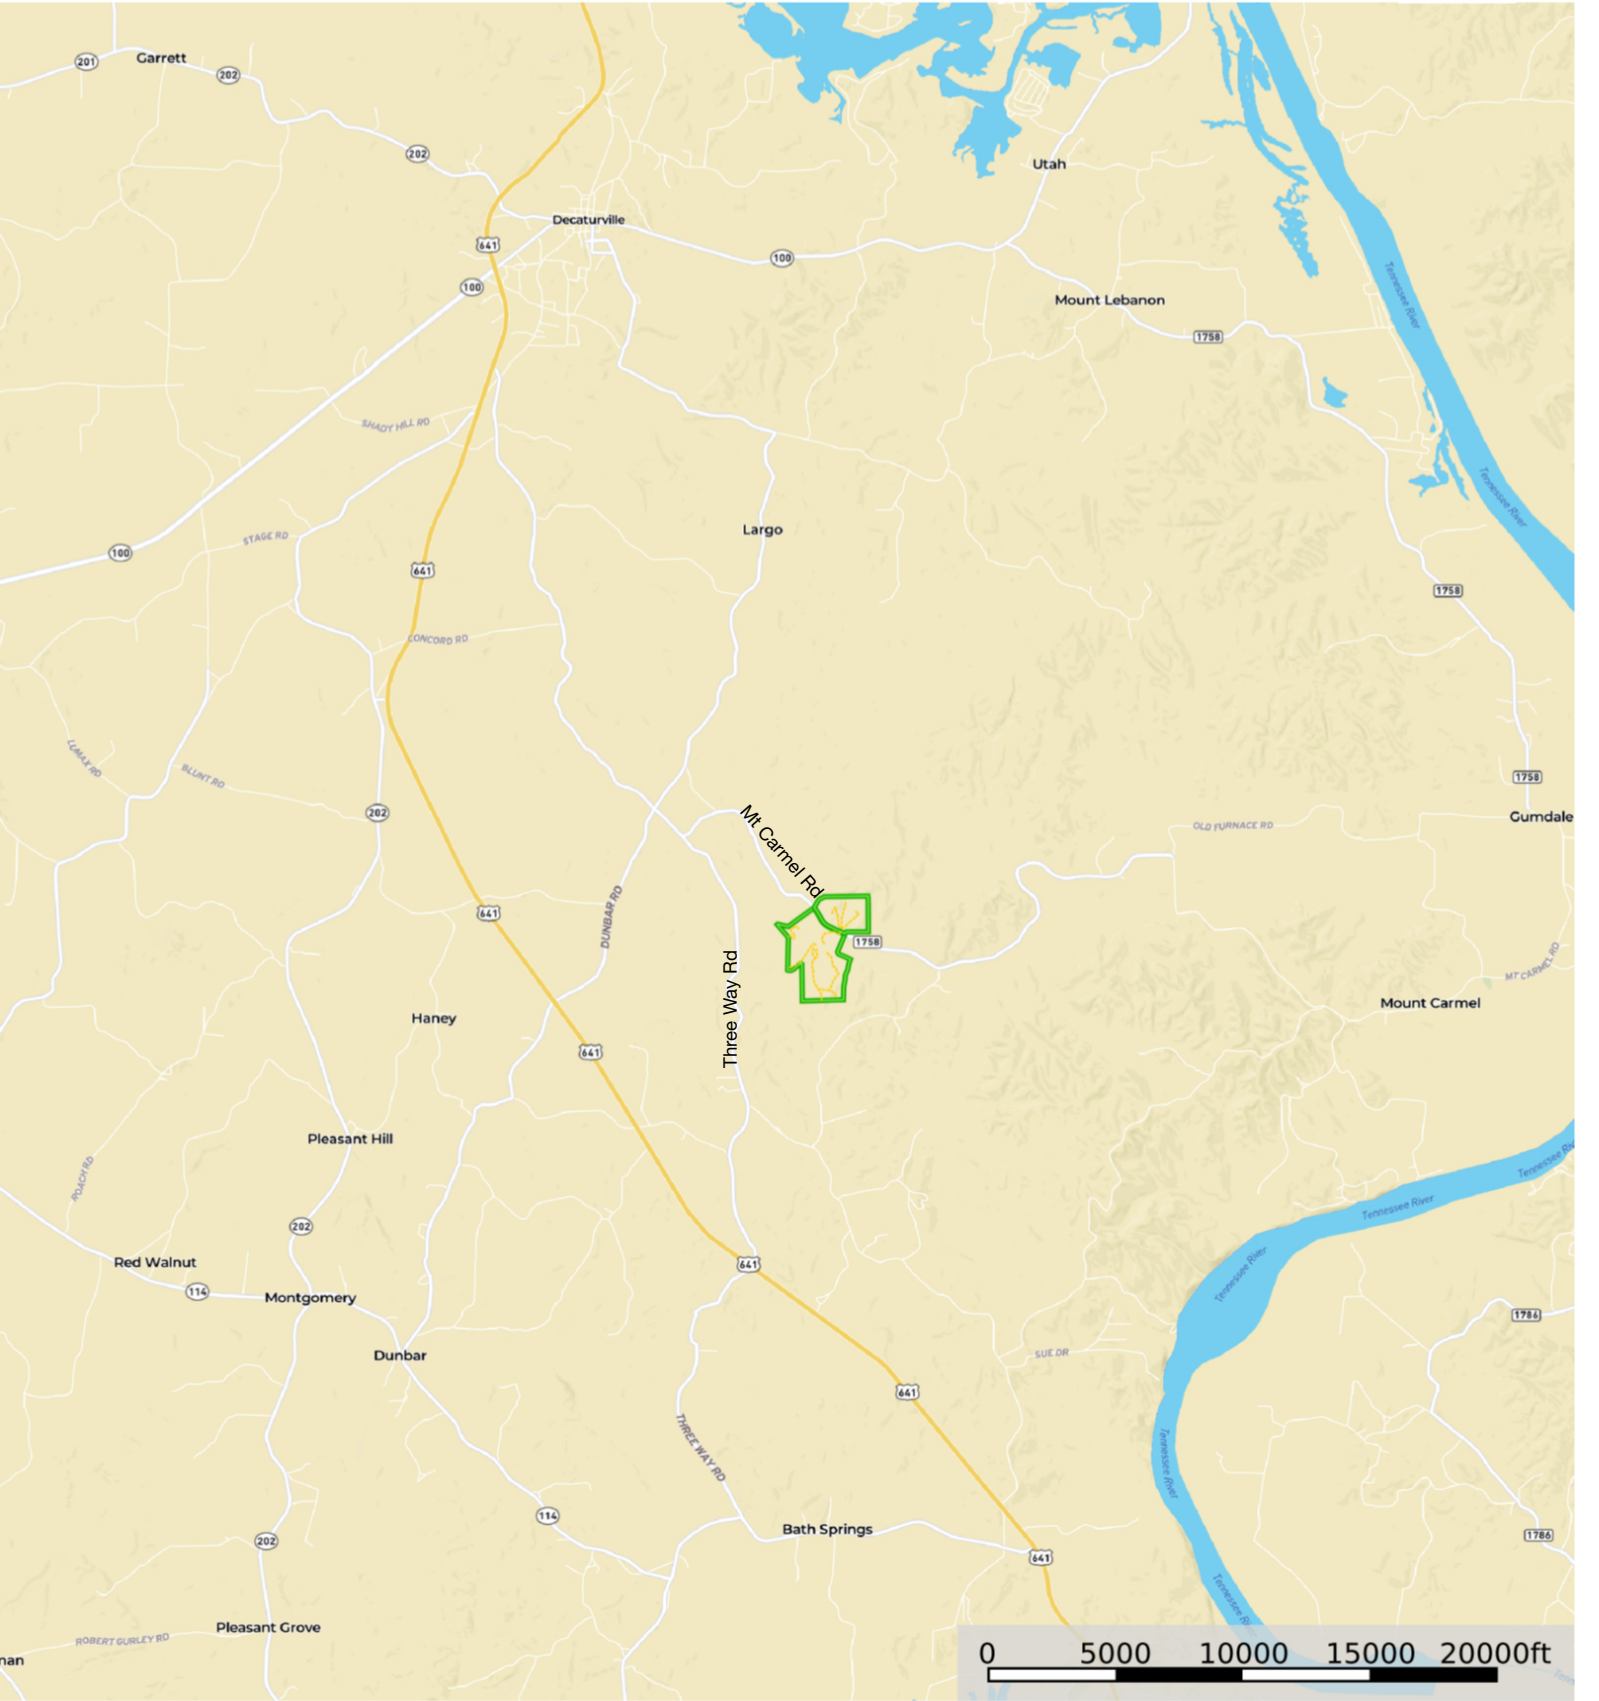 201
Garrett
202
202
Utah
Decaturville
641
100
100
Tennessee River
Mount Lebanon
1758
SHADY HILL RD
Tennessee River
Largo
STAGE RD
100
641
1758
CONCORD RD
LUMAX RD
BLUNT RD
1758
202
Mt Carmel Rd
Gumdale
OLD FURNACE RD
641
DUNBAR RD
1758
Three Way Rd
MT CARMEL RD
Mount Carmel
Haney
641
Pleasant Hill
Tennessee Riv
ROACH RD
Tennessee River
202
Red Walnut
641
Tennessee River
114
Montgomery
1786
Dunbar
SUE DR
641
THREE WAY RD
Tennessee River
114
Bath Springs
1786
202
641
Tennessee Riv
Pleasant Grove
ROBERT GURLEY RD
nan
0 5000 10000 15000 20000ft
Tenn